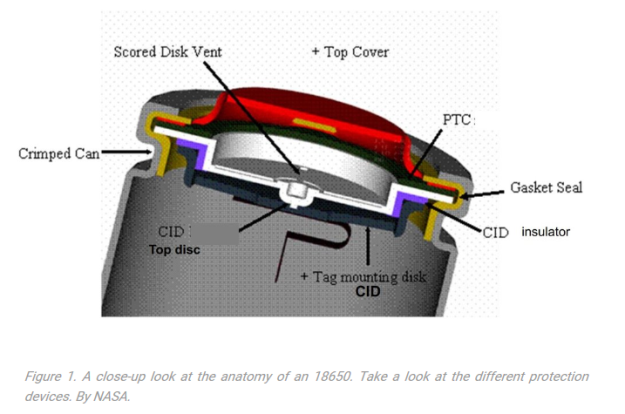 Scored Disk Vent
+ Top Cover
PTC:
Crimped Can
Gasket Seal
CID :
Top disc
CID insulator
+ Tag mounting disk
CID
Figure 1. A close-up look at the anatomy of an 18650. Take a look at the different protection
devices. By NASA.